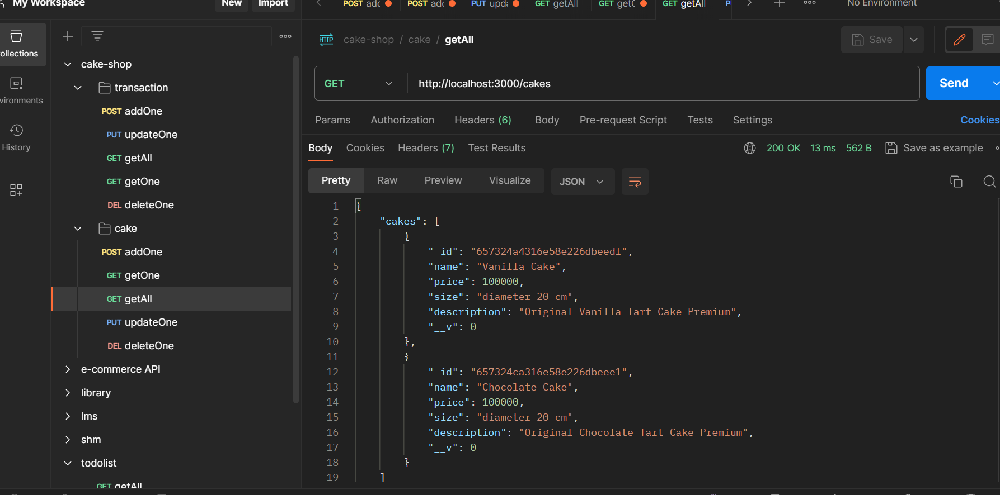 My Workspace
New
Import
POST add
POST add
PUT upd
GET getAll
GET getO
GET getAll
No Environment
ollections
vironments
History
cake-shop
transaction
POST addOne
PUT updateOne
GET getAll
GET getOne
DEL deleteOne
cake
POST addOne
GET getOne
GET getAll
PUT updateOne
DEL deleteOne
e-commerce API
library
lms
shm
todolist
GET getAll
HTTP cake-shop / cake / getAll
Save
GET http://localhost:3000/cakes
Send
Params Authorization Headers (6) Body Pre-request Script Tests Settings Cookies
Body Cookies Headers (7) Test Results 200 OK 13 ms 562 B Save as example
Pretty Raw Preview Visualize JSON
1 {
2 "cakes": [
3 {
4 "_id": "657324a4316e58e226dbeedf",
5 "name": "Vanilla Cake",
6 "price": 100000,
7 "size": "diameter 20 cm",
8 "description": "Original Vanilla Tart Cake Premium",
9 "__v": 0
10 },
11 {
12 "_id": "657324ca316e58e226dbeee1",
13 "name": "Chocolate Cake",
14 "price": 100000,
15 "size": "diameter 20 cm",
16 "description": "Original Chocolate Tart Cake Premium",
17 "__v": 0
18 }
19 ]